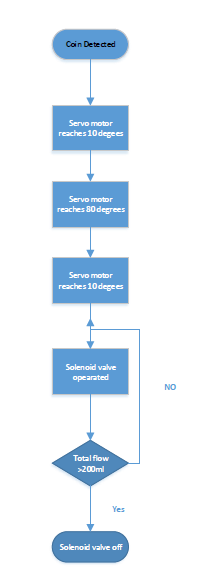 Coin Detected
Servo motor
reaches 10 degees
Servo motor
reaches 80 degrees
Servo motor
reaches 10 degrees
Solenoid valve
opearated
NO
Total flow
>200ml
Yes
Solenoid valve off